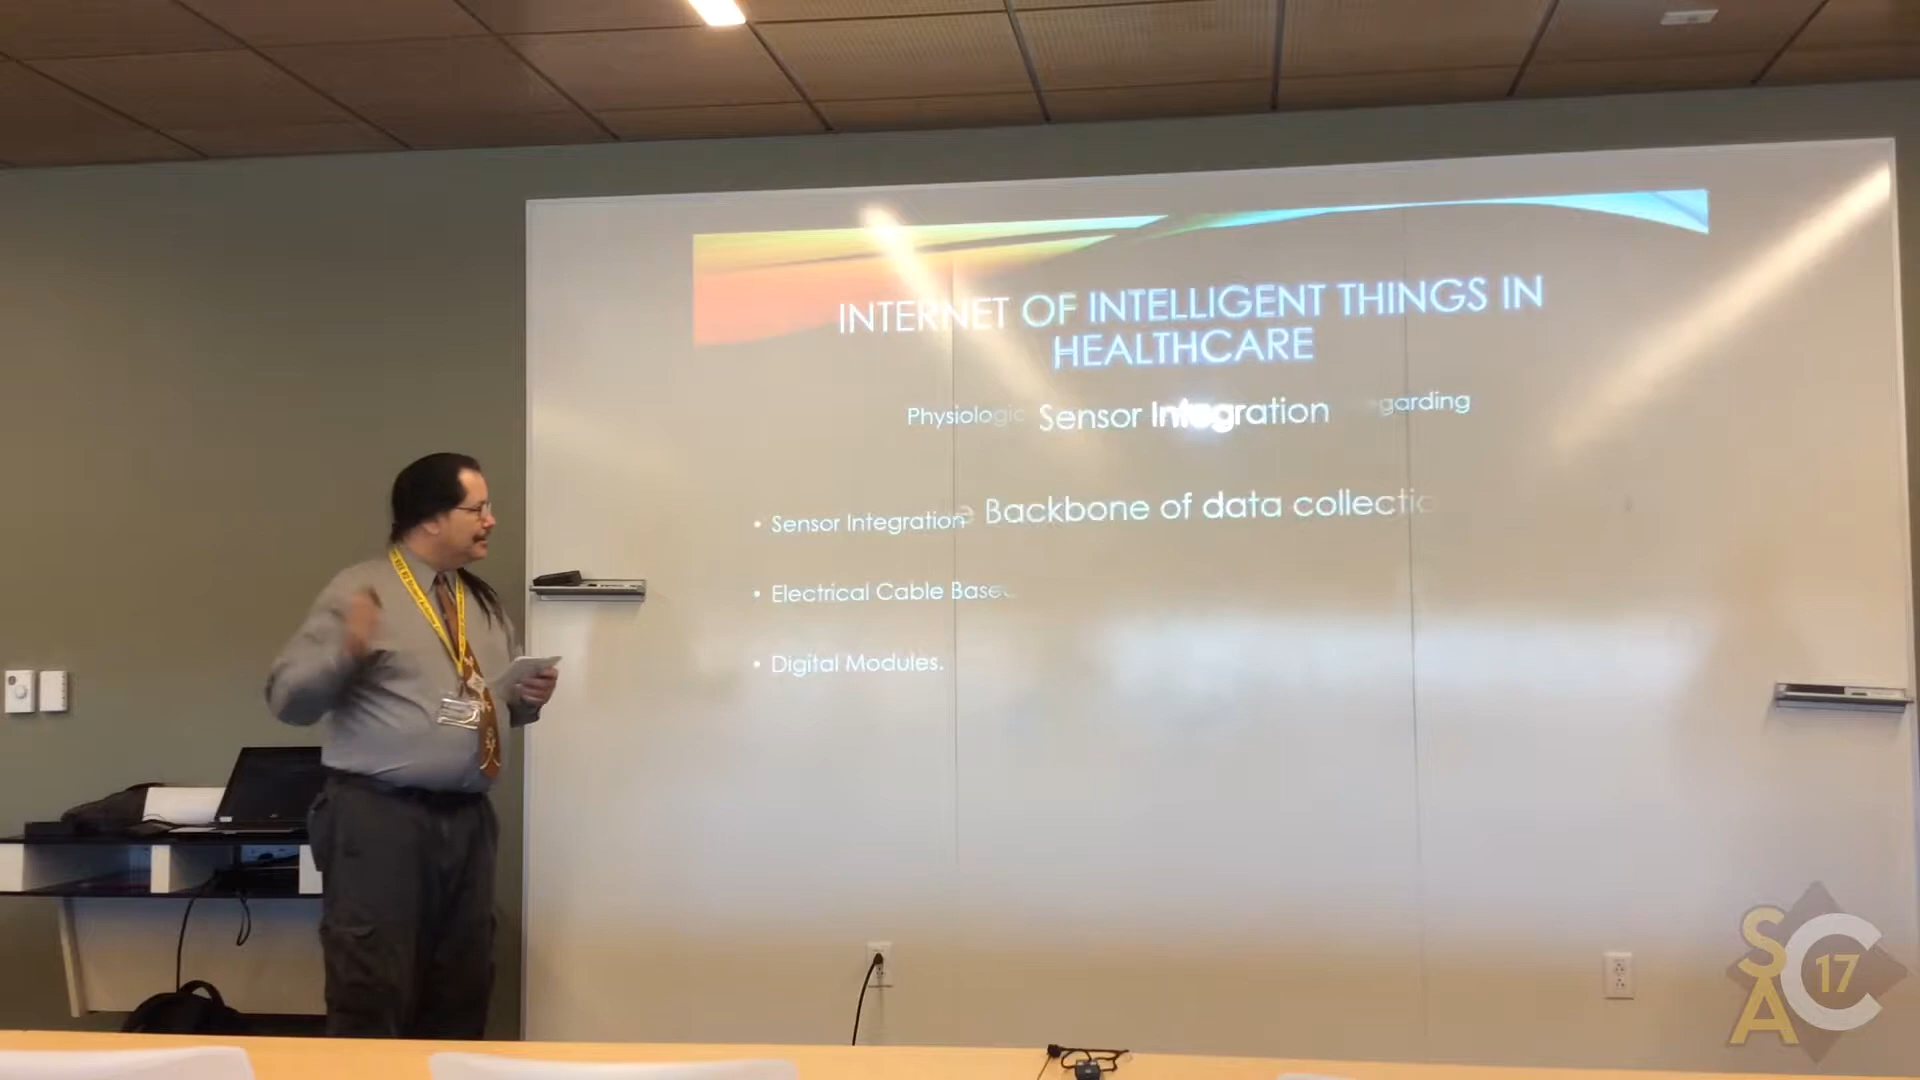 INTERNET OF INTELLIGENT THINGS IN
HEALTHCARE
Physiologic Sensor Integration garding
• Sensor Integration Backbone of data collectio
• Electrical Cable Based
• Digital Modules.
SAC 17